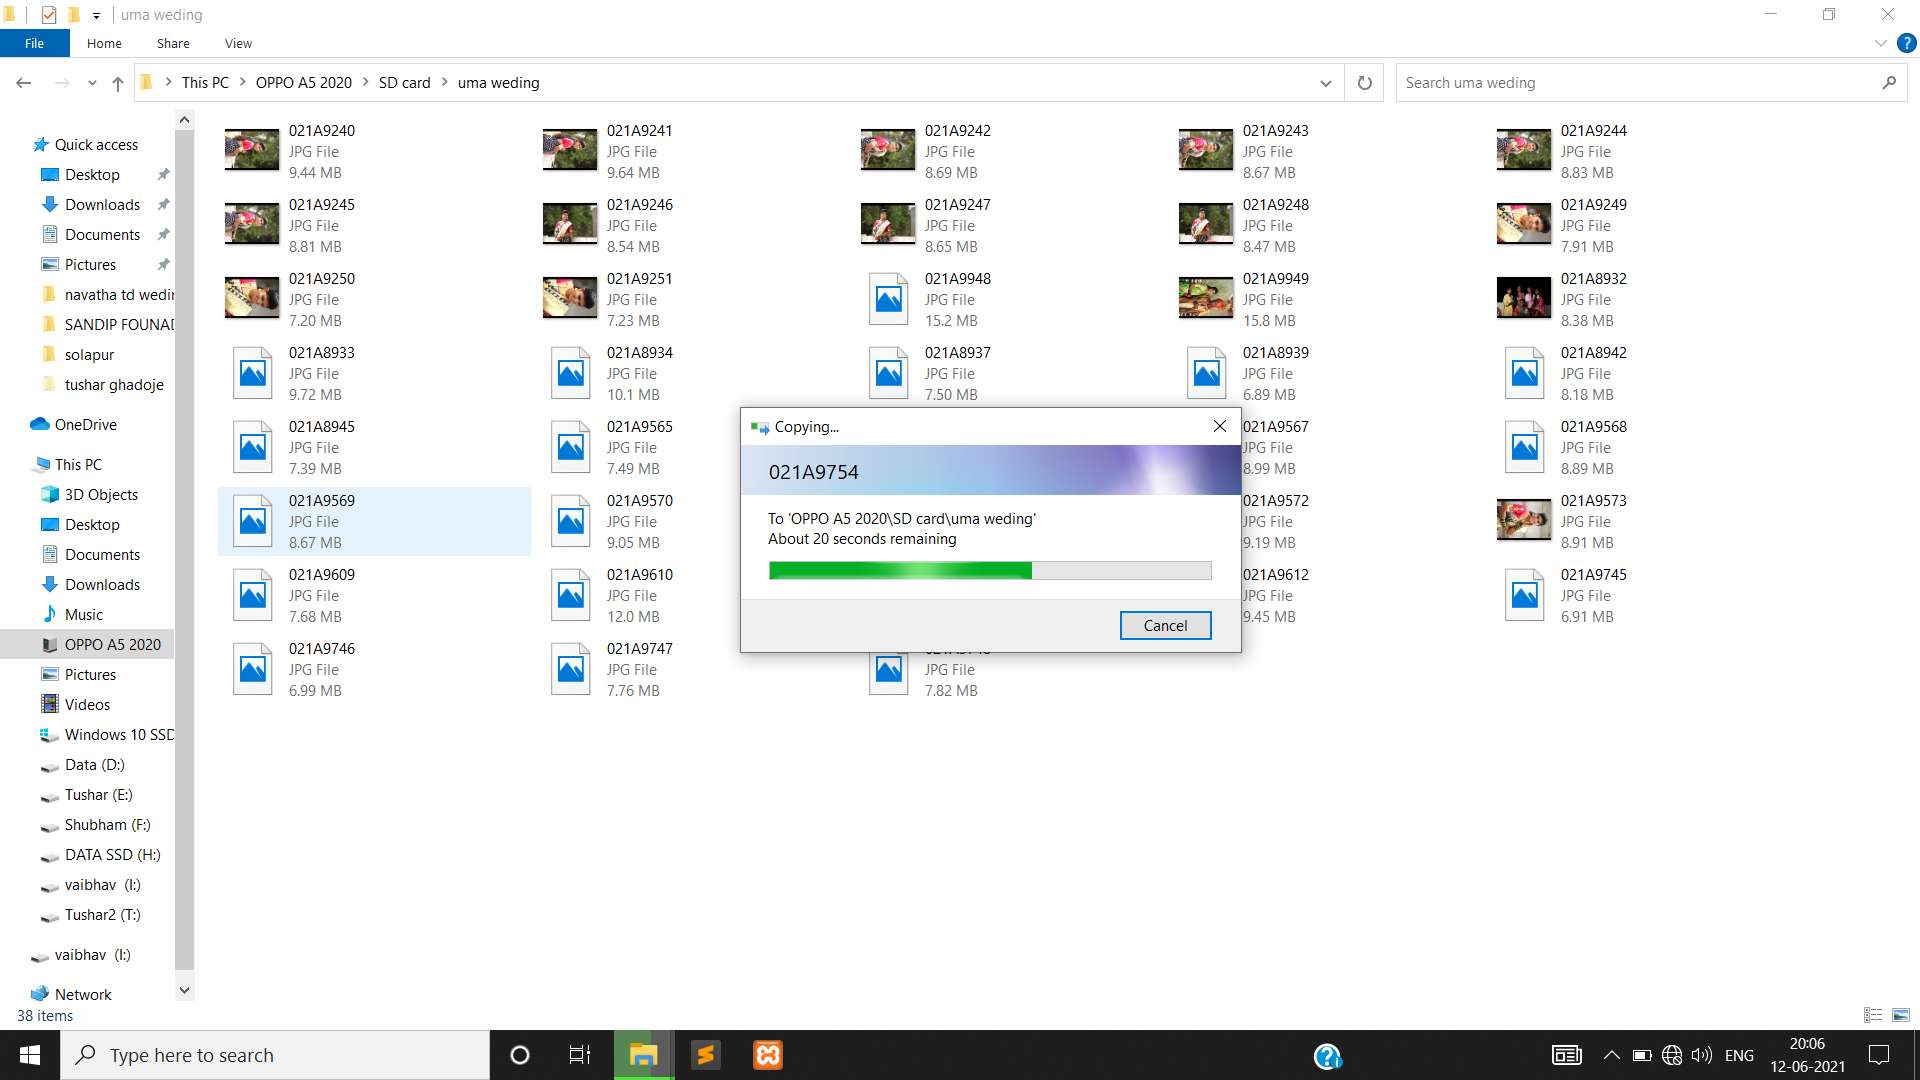 uma weding
File Home Share View
This PC OPPO A5 2020 SD card uma weding
Search uma weding
Quick access
Desktop
Downloads
Documents
Pictures
navatha td wedir
SANDIP FOUNAD
solapur
tushar ghadoje
OneDrive
This PC
3D Objects
Desktop
Documents
Downloads
Music
OPPO A5 2020
Pictures
Videos
Windows 10 SSD
Data (D:)
Tushar (E:)
Shubham (F:)
DATA SSD (H:)
vaibhav (I:)
Tushar2 (T:)
vaibhav (I:)
Network
38 items
021A9240 021A9241 021A9242 021A9243 021A9244
JPG File JPG File JPG File JPG File JPG File
9.44 MB 9.64 MB 8.69 MB 8.67 MB 8.83 MB
021A9245 021A9246 021A9247 021A9248 021A9249
JPG File JPG File JPG File JPG File JPG File
8.81 MB 8.54 MB 8.65 MB 8.47 MB 7.91 MB
021A9250 021A9251 021A9948 021A9949 021A8932
JPG File JPG File JPG File JPG File JPG File
7.20 MB 7.23 MB 15.2 MB 15.8 MB 8.38 MB
021A8933 021A8934 021A8937 021A8939 021A8942
JPG File JPG File JPG File JPG File JPG File
9.72 MB 10.1 MB 7.50 MB 6.89 MB 8.18 MB
021A8945 021A9565 021A9567 021A9568
JPG File JPG File JPG File JPG File
7.39 MB 7.49 MB 8.99 MB 8.89 MB
021A9569 021A9570 021A9572 021A9573
JPG File JPG File JPG File JPG File
8.67 MB 9.05 MB 9.19 MB 8.91 MB
021A9609 021A9610 021A9612 021A9745
JPG File JPG File JPG File JPG File
7.68 MB 12.0 MB 9.45 MB 6.91 MB
021A9746 021A9747
JPG File JPG File JPG File
6.99 MB 7.76 MB 7.82 MB
Copying...
021A9754
To 'OPPO A5 2020\SD card\uma weding'
About 20 seconds remaining
Cancel
Type here to search
ENG
20:06
12-06-2021